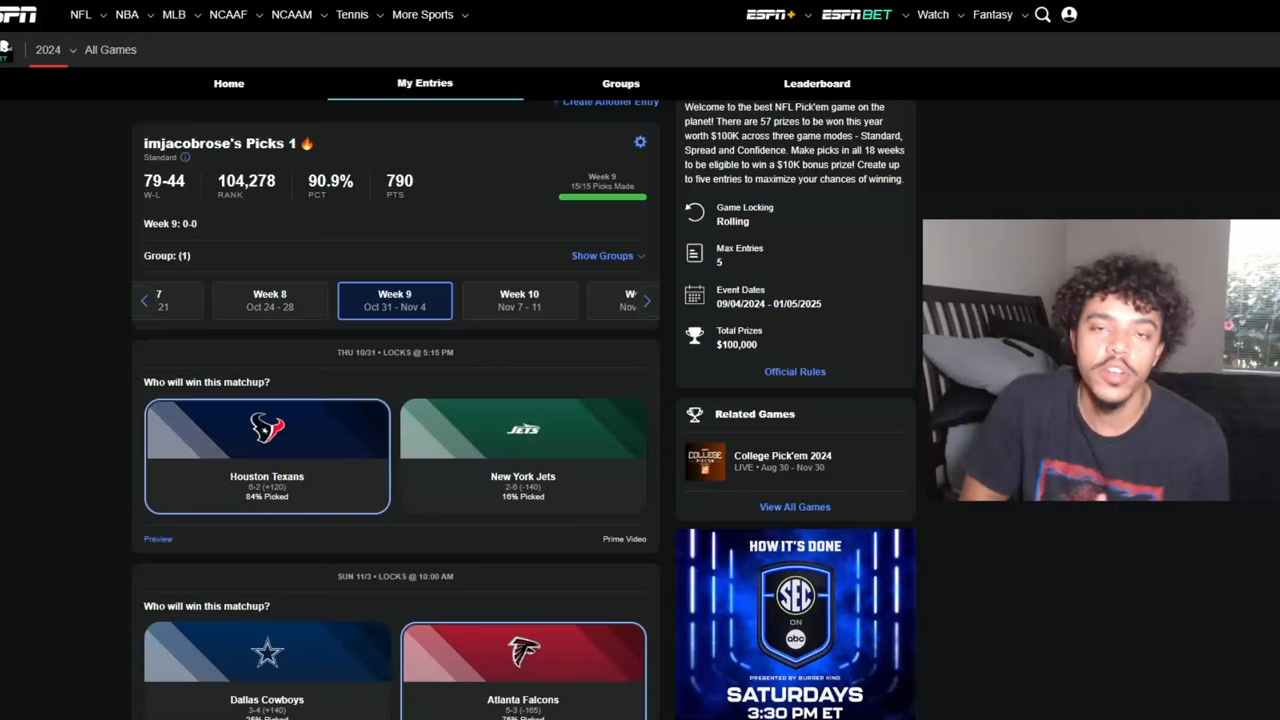 NFL
NBA
MLB
NCAAF
NCAAM
Tennis
More Sports
ESPN+
ESPN BET
Watch
Fantasy
2024
All Games
Home
My Entries
Groups
Leaderboard
+ Create Another Entry
imjacobrose's Picks 1 🔥
Standard
79-44
W-L
104,278
RANK
90.9%
PCT
790
PTS
Week 9
15/15 Picks Made
Week 9: 0-0
Group: (1)
Show Groups
7
21
Week 8
Oct 24 - 28
Week 9
Oct 31 - Nov 4
Week 10
Nov 7 - 11
THU 10/31 • LOCKS @ 5:15 PM
Who will win this matchup?
JETS
Houston Texans
6-2 (+120)
84% Picked
New York Jets
2-6 (-140)
16% Picked
Preview
Prime Video
SUN 11/3 • LOCKS @ 10:00 AM
Who will win this matchup?
Dallas Cowboys
3-4 (+140)
Atlanta Falcons
5-3 (-165)
Welcome to the best NFL Pick'em game on the
planet! There are 57 prizes to be won this year
worth $100K across three game modes - Standard,
Spread and Confidence. Make picks in all 18 weeks
to be eligible to win a $10K bonus prize! Create up
to five entries to maximize your chances of winning.
Game Locking
Rolling
Max Entries
5
Event Dates
09/04/2024 - 01/05/2025
Total Prizes
$100,000
Official Rules
Related Games
College Pick'em 2024
LIVE • Aug 30 - Nov 30
View All Games
HOW IT'S DONE
SEC
ON
abc
PRESENTED BY BURGER KING
SATURDAYS
3:30 PM ET